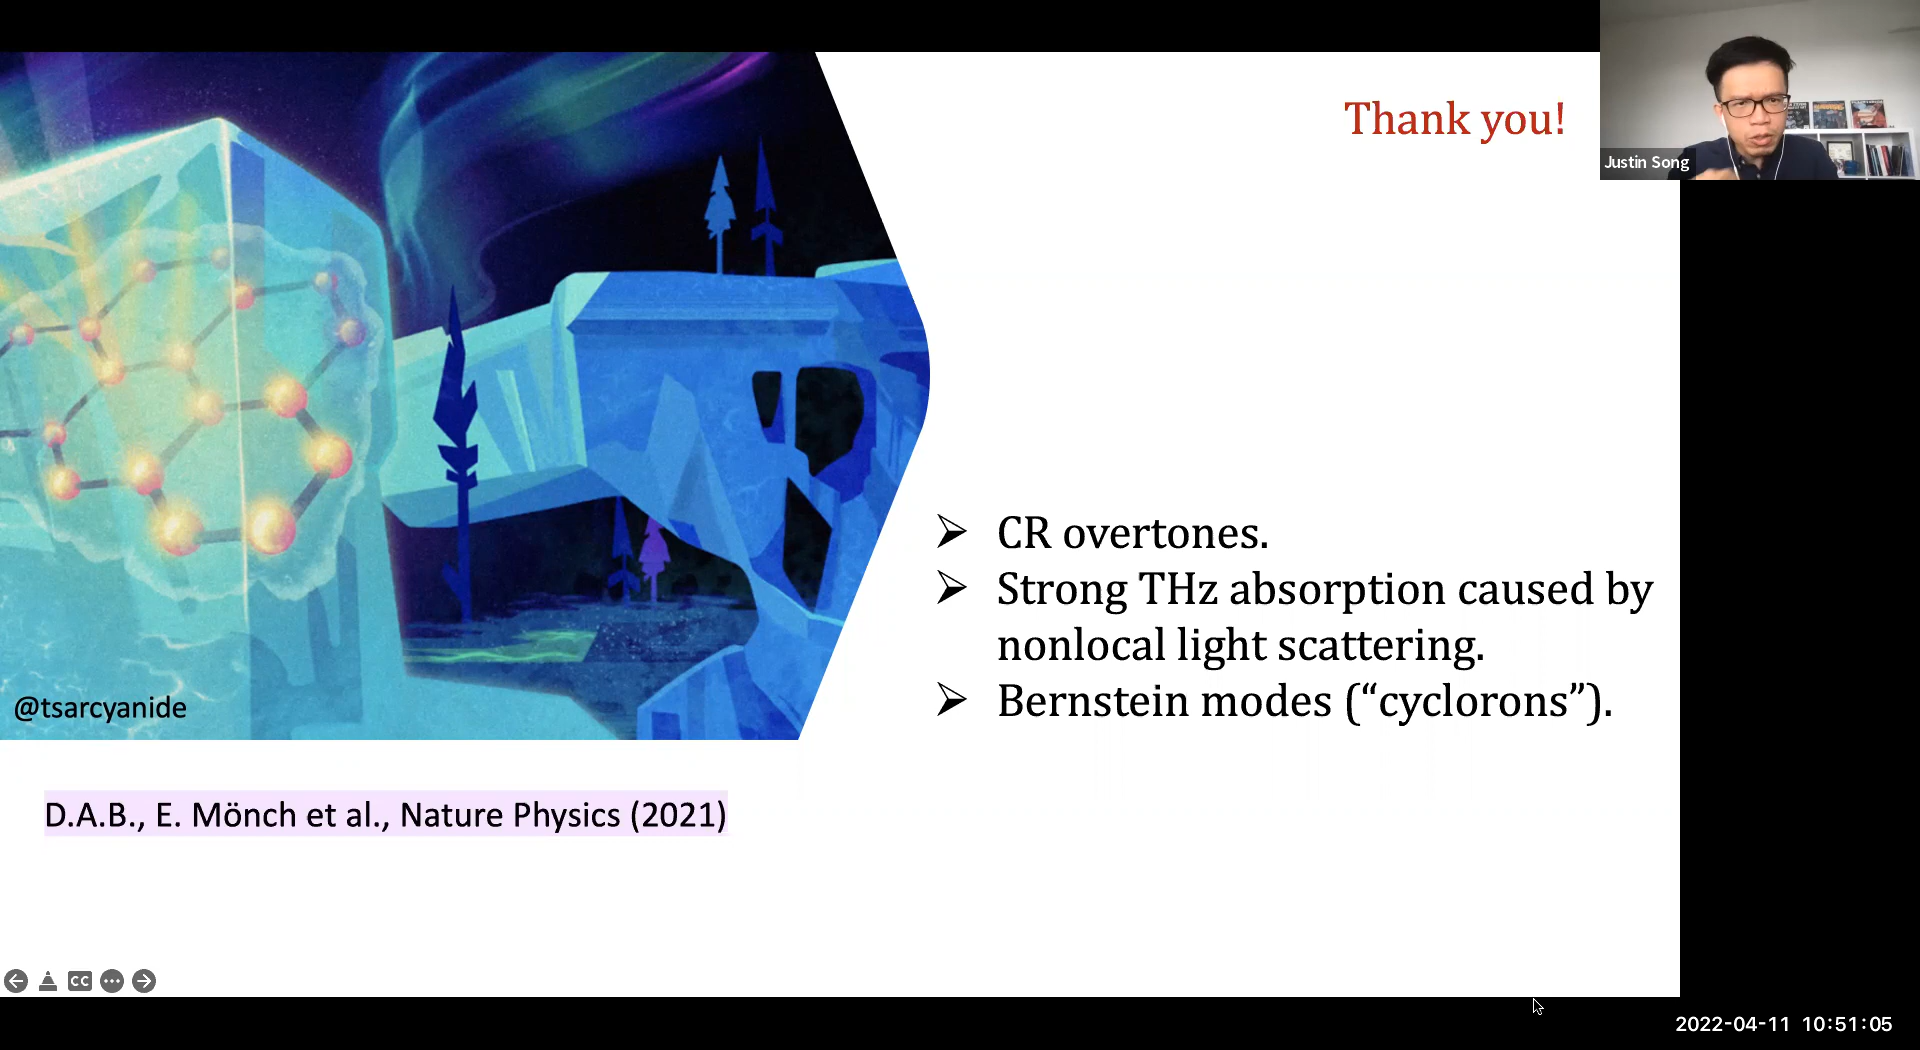 Thank you!
Justin Song
➢ CR overtones.
➢ Strong THz absorption caused by
nonlocal light scattering.
➢ Bernstein modes (“cyclorons”).
@tsarcyanide
D.A.B., E. Mönch et al., Nature Physics (2021)
CC
2022-04-11 10:51:05